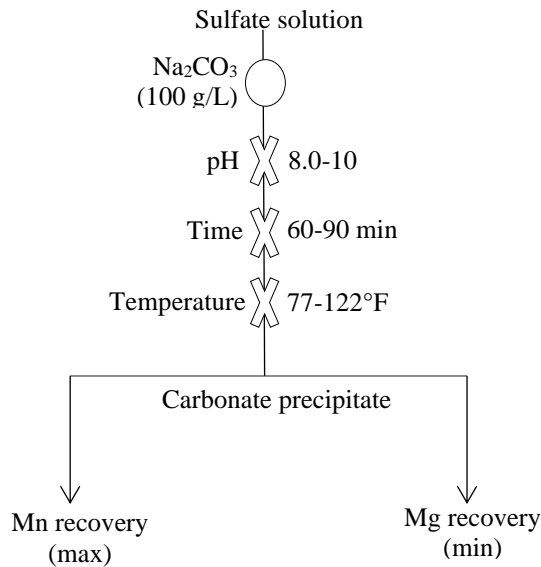 Sulfate solution
Na₂CO₃
(100 g/L)
pH 8.0-10
Time 60-90 min
Temperature 77-122°F
Carbonate precipitate
Mn recovery
(max)
Mg recovery
(min)